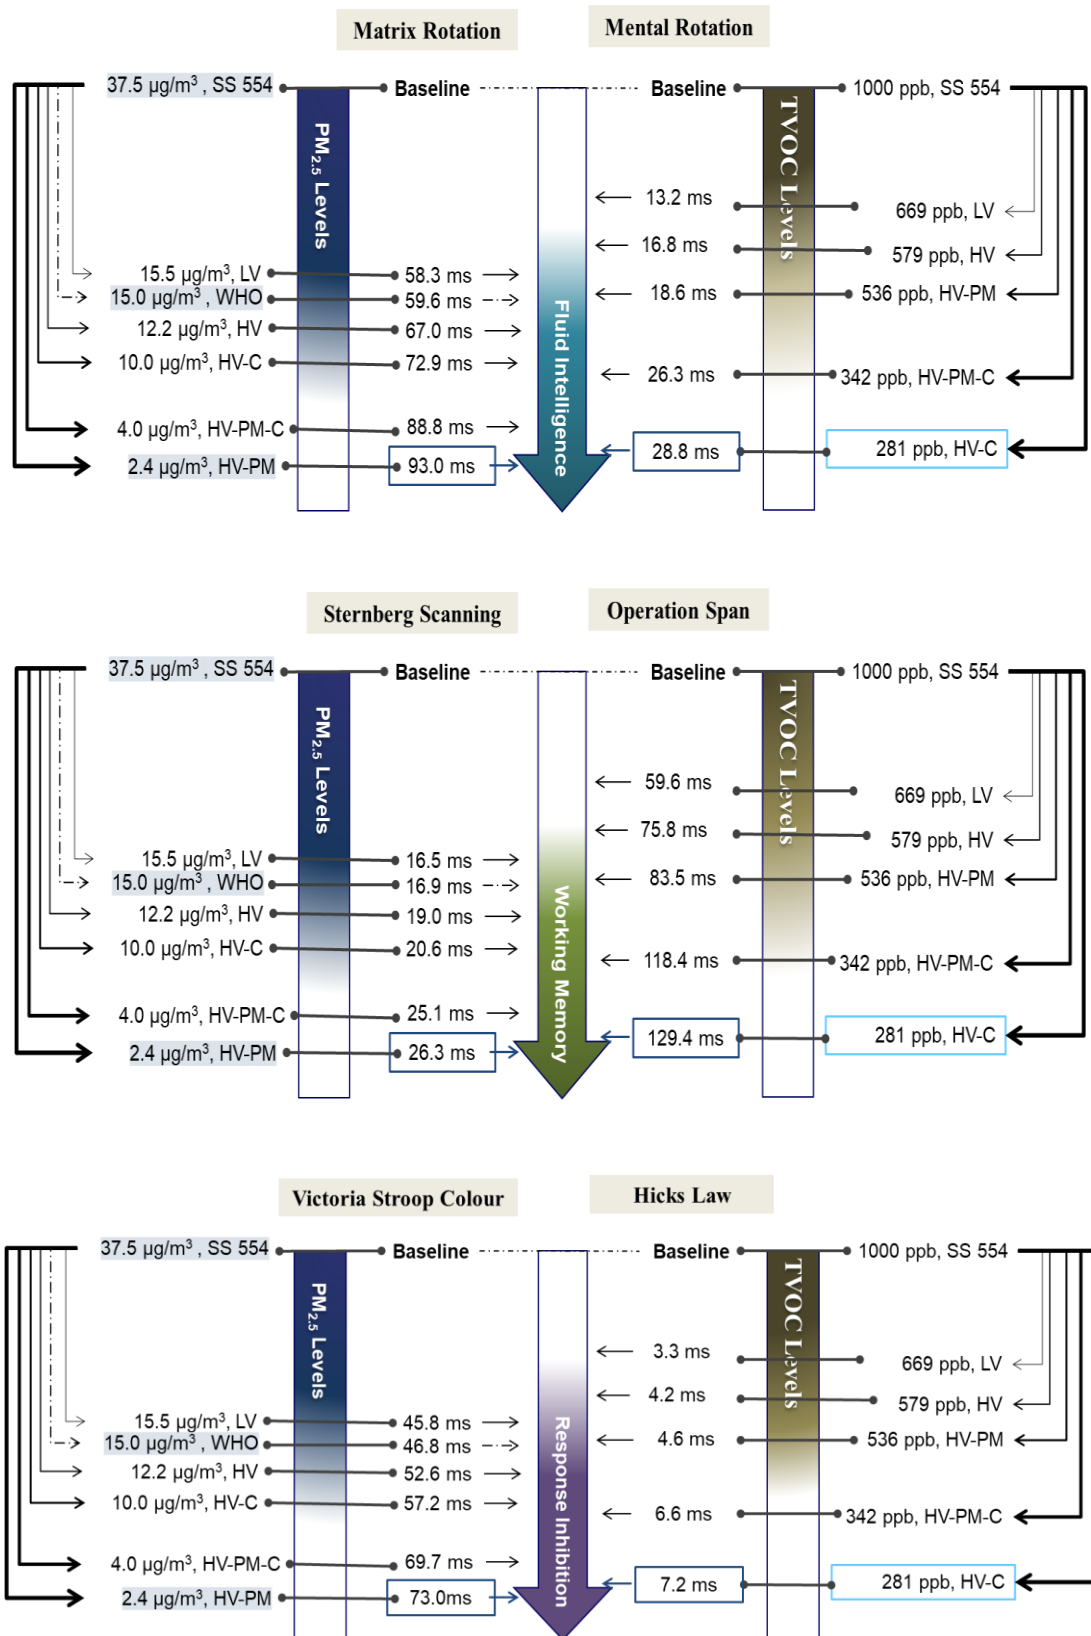 Matrix Rotation Mental Rotation
37.5 µg/m³ , SS 554 Baseline Baseline 1000 ppb, SS 554
PM2.5 Levels
TVOC Levels
Fluid Intelligence
13.2 ms 669 ppb, LV
16.8 ms 579 ppb, HV
15.5 µg/m³, LV 58.3 ms
15.0 µg/m³ , WHO 59.6 ms 18.6 ms 536 ppb, HV-PM
12.2 µg/m³, HV 67.0 ms
10.0 µg/m³, HV-C 72.9 ms 26.3 ms 342 ppb, HV-PM-C
4.0 µg/m³, HV-PM-C 88.8 ms
2.4 µg/m³, HV-PM 93.0 ms 28.8 ms 281 ppb, HV-C
Sternberg Scanning Operation Span
37.5 µg/m³ , SS 554 Baseline Baseline 1000 ppb, SS 554
PM2.5 Levels
TVOC Levels
Working Memory
59.6 ms 669 ppb, LV
75.8 ms 579 ppb, HV
15.5 µg/m³, LV 16.5 ms
15.0 µg/m³ , WHO 16.9 ms 83.5 ms 536 ppb, HV-PM
12.2 µg/m³, HV 19.0 ms
10.0 µg/m³, HV-C 20.6 ms 118.4 ms 342 ppb, HV-PM-C
4.0 µg/m³, HV-PM-C 25.1 ms
2.4 µg/m³, HV-PM 26.3 ms 129.4 ms 281 ppb, HV-C
Victoria Stroop Colour Hicks Law
37.5 µg/m³ , SS 554 Baseline Baseline 1000 ppb, SS 554
PM2.5 Levels
TVOC Levels
Response Inhibition
3.3 ms 669 ppb, LV
4.2 ms 579 ppb, HV
15.5 µg/m³, LV 45.8 ms
15.0 µg/m³ , WHO 46.8 ms 4.6 ms 536 ppb, HV-PM
12.2 µg/m³, HV 52.6 ms
10.0 µg/m³, HV-C 57.2 ms 6.6 ms 342 ppb, HV-PM-C
4.0 µg/m³, HV-PM-C 69.7 ms
2.4 µg/m³, HV-PM 73.0ms 7.2 ms 281 ppb, HV-C